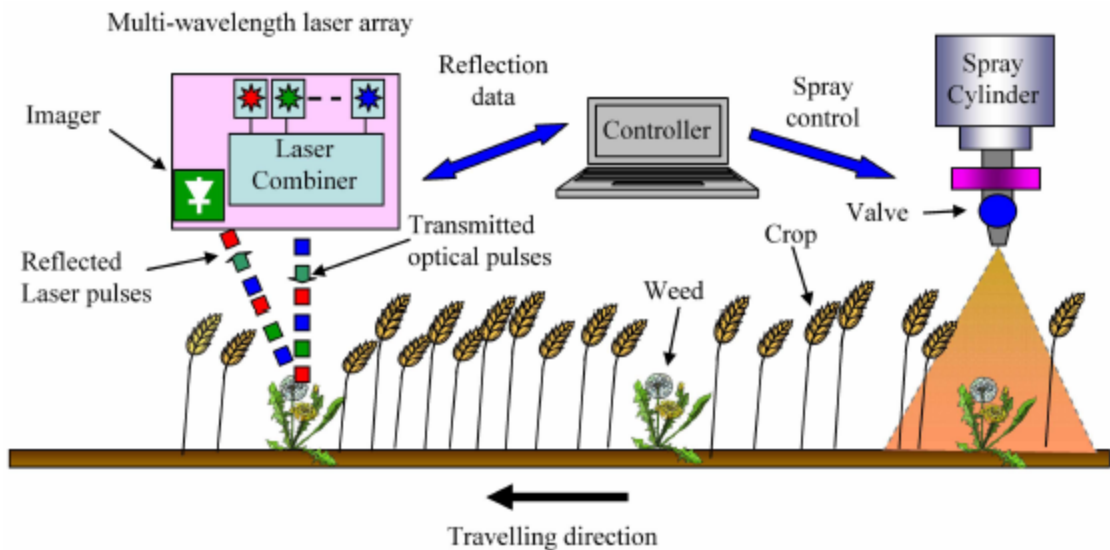 Multi-wavelength laser array
Imager
Laser
Combiner
Reflection
data
Controller
Spray
control
Spray
Cylinder
Valve
Reflected
Laser pulses
Transmitted
optical pulses
Crop
Weed
Travelling direction